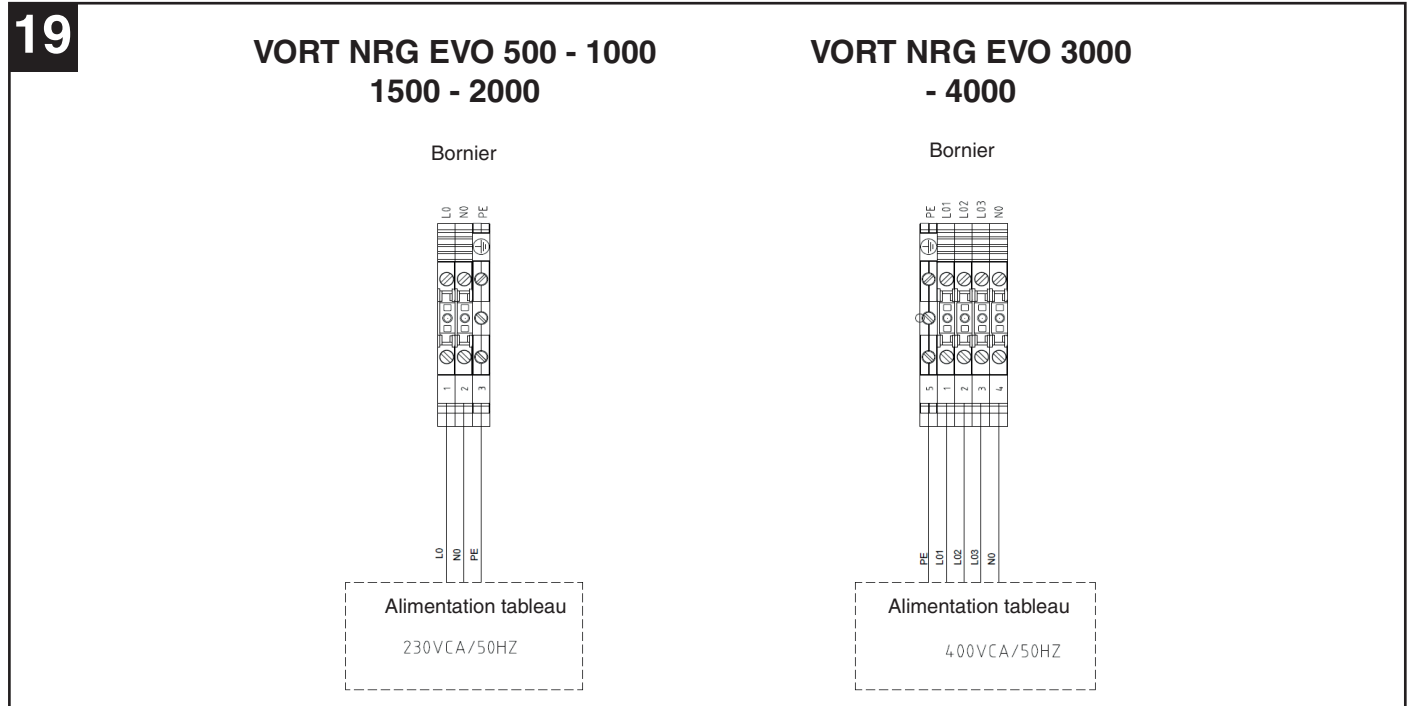 19
VORT NRG EVO 500 - 1000
1500 - 2000
Bornier
L0 N0 PE
1 2 3
L0 N0 PE
Alimentation tableau
230VCA/50HZ
VORT NRG EVO 3000
- 4000
Bornier
PE L01 L02 L03 N0
5 1 2 3 4
PE L01 L02 L03 N0
Alimentation tableau
400VCA/50HZ